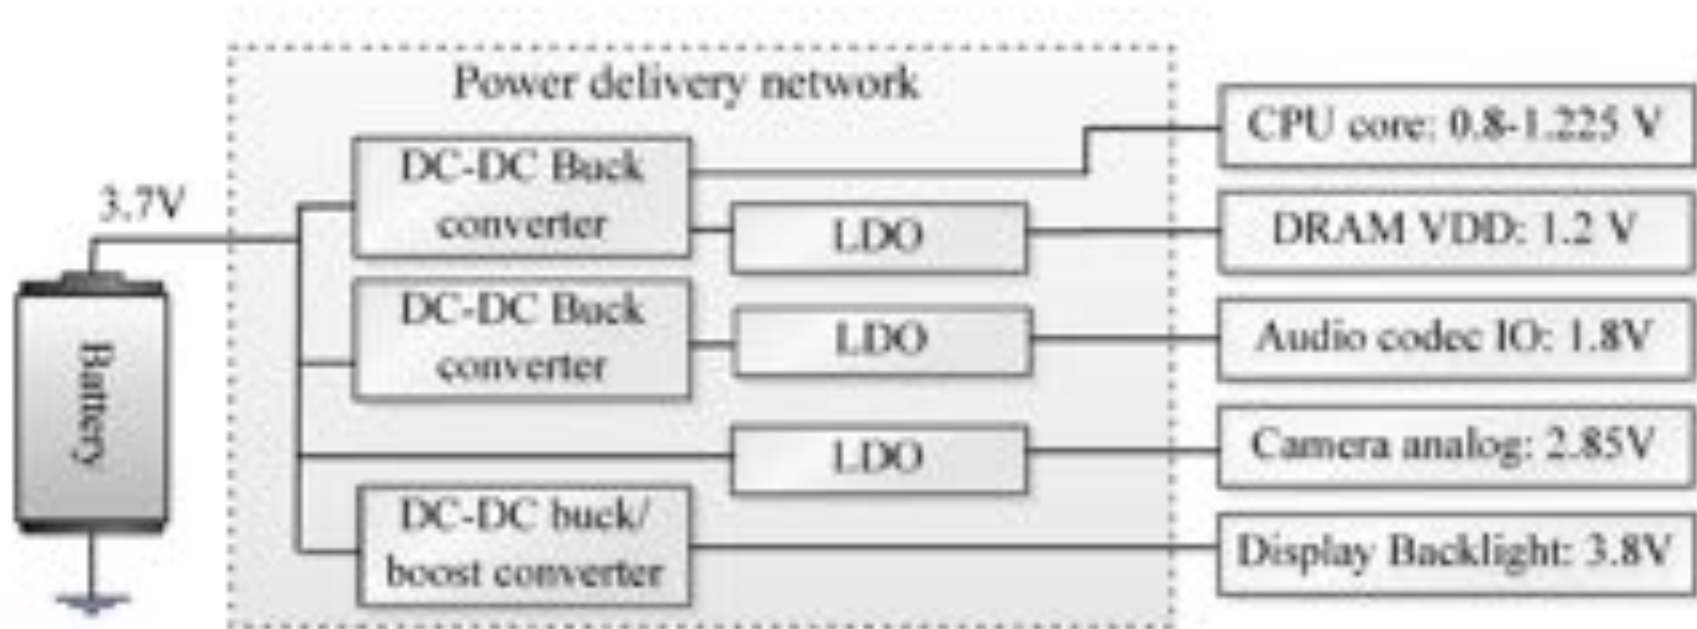 Power delivery network
3.7V
Battery
DC-DC Buck
converter
LDO
DC-DC Buck
converter
LDO
LDO
DC-DC buck/
boost converter
CPU core: 0.8-1.225 V
DRAM VDD: 1.2 V
Audio codec IO: 1.8V
Camera analog: 2.85V
Display Backlight: 3.8V